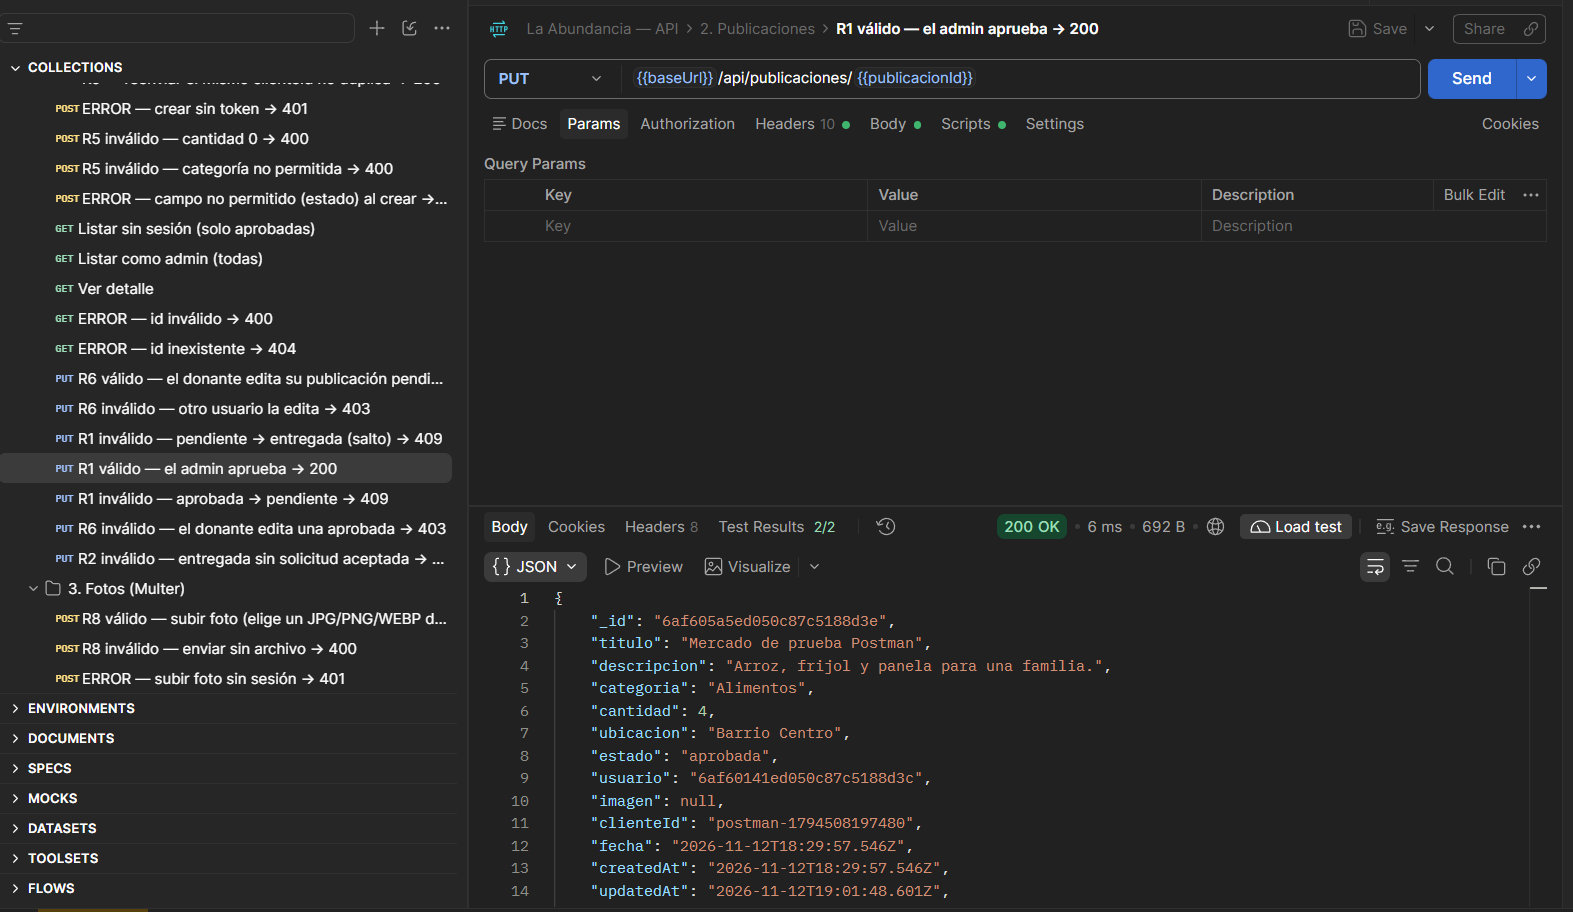 COLLECTIONS
POST ERROR — crear sin token → 401
POST R5 inválido — cantidad 0 → 400
POST R5 inválido — categoría no permitida → 400
POST ERROR — campo no permitido (estado) al crear →...
GET Listar sin sesión (solo aprobadas)
GET Listar como admin (todas)
GET Ver detalle
GET ERROR — id inválido → 400
GET ERROR — id inexistente → 404
PUT R6 válido — el donante edita su publicación pendi...
PUT R6 inválido — otro usuario la edita → 403
PUT R1 inválido — pendiente → entregada (salto) → 409
PUT R1 válido — el admin aprueba → 200
PUT R1 inválido — aprobada → pendiente → 409
PUT R6 inválido — el donante edita una aprobada → 403
PUT R2 inválido — entregada sin solicitud aceptada → ...
3. Fotos (Multer)
POST R8 válido — subir foto (elige un JPG/PNG/WEBP d...
POST R8 inválido — enviar sin archivo → 400
POST ERROR — subir foto sin sesión → 401
ENVIRONMENTS
DOCUMENTS
SPECS
MOCKS
DATASETS
TOOLSETS
FLOWS
HTTP La Abundancia — API > 2. Publicaciones > R1 válido — el admin aprueba → 200
Save Share
PUT {{baseUrl}} /api/publicaciones/ {{publicacionId}} Send
Docs Params Authorization Headers 10 Body Scripts Settings Cookies
Query Params
Key Value Description Bulk Edit
Key Value Description
Body Cookies Headers 8 Test Results 2/2 200 OK 6 ms 692 B Load test e.g. Save Response
{} JSON Preview Visualize
1 {
2 "_id": "6af605a5ed050c87c5188d3e",
3 "titulo": "Mercado de prueba Postman",
4 "descripcion": "Arroz, frijol y panela para una familia.",
5 "categoria": "Alimentos",
6 "cantidad": 4,
7 "ubicacion": "Barrio Centro",
8 "estado": "aprobada",
9 "usuario": "6af60141ed050c87c5188d3c",
10 "imagen": null,
11 "clienteId": "postman-1794508197480",
12 "fecha": "2026-11-12T18:29:57.546Z",
13 "createdAt": "2026-11-12T18:29:57.546Z",
14 "updatedAt": "2026-11-12T19:01:48.601Z",